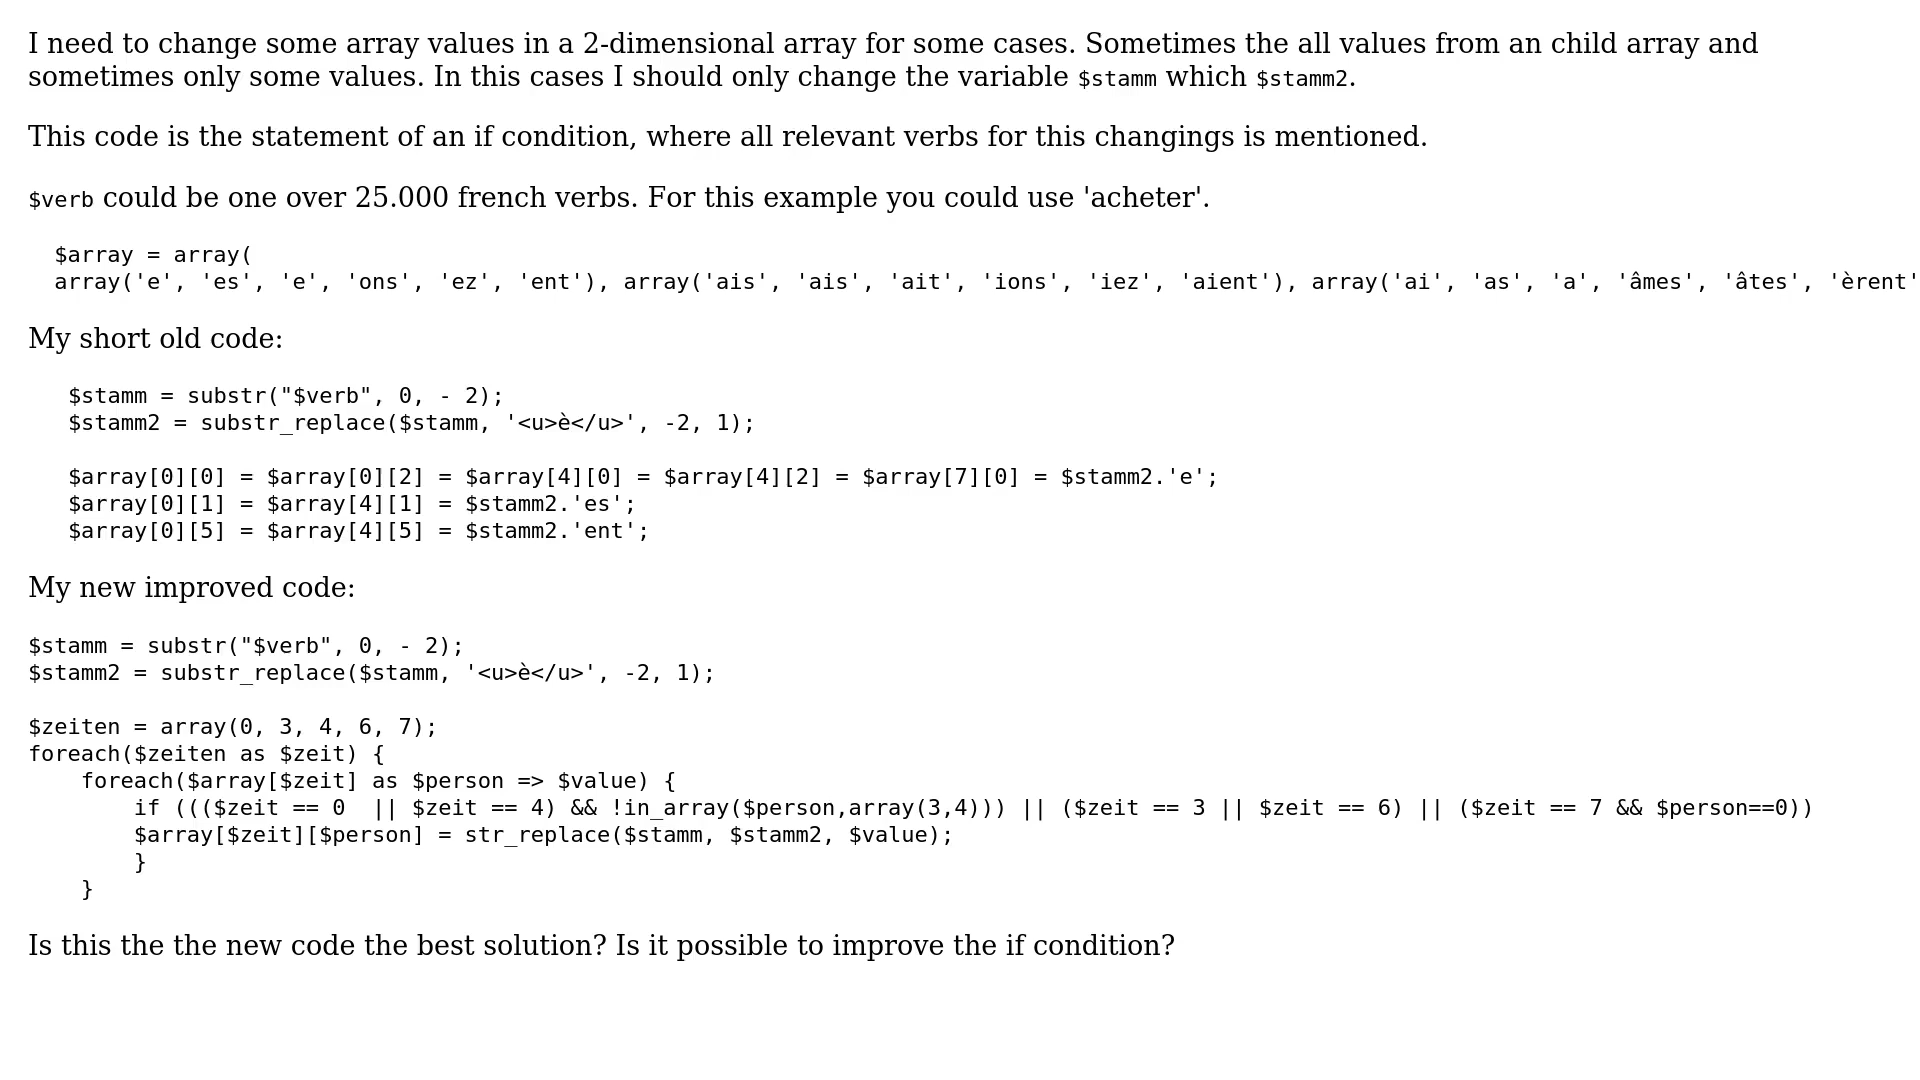 I need to change some array values in a 2-dimensional array for some cases. Sometimes the all values from an child array and
sometimes only some values. In this cases I should only change the variable $stamm which $stamm2.
This code is the statement of an if condition, where all relevant verbs for this changings is mentioned.
$verb could be one over 25.000 french verbs. For this example you could use 'acheter'.
$array = array(
array('e', 'es', 'e', 'ons', 'ez', 'ent'), array('ais', 'ais', 'ait', 'ions', 'iez', 'aient'), array('ai', 'as', 'a', 'âmes', 'âtes', 'èrent'
My short old code:
$stamm = substr("$verb", 0, - 2);
$stamm2 = substr_replace($stamm, '<u>è</u>', -2, 1);
$array[0][0] = $array[0][2] = $array[4][0] = $array[4][2] = $array[7][0] = $stamm2.'e';
$array[0][1] = $array[4][1] = $stamm2.'es';
$array[0][5] = $array[4][5] = $stamm2.'ent';
My new improved code:
$stamm = substr("$verb", 0, - 2);
$stamm2 = substr_replace($stamm, '<u>è</u>', -2, 1);
$zeiten = array(0, 3, 4, 6, 7);
foreach($zeiten as $zeit) {
    foreach($array[$zeit] as $person => $value) {
        if ((($zeit == 0  || $zeit == 4) && !in_array($person,array(3,4))) || ($zeit == 3 || $zeit == 6) || ($zeit == 7 && $person==0))
        $array[$zeit][$person] = str_replace($stamm, $stamm2, $value);
        }
    }
Is this the the new code the best solution? Is it possible to improve the if condition?